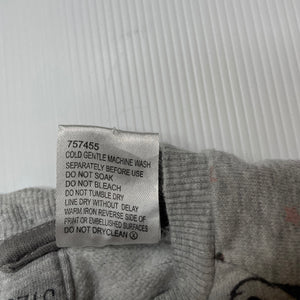 757455
COLD GENTLE MACHINE WASH
SEPARATELY BEFORE USE
DO NOT SOAK
DO NOT BLEACH
DO NOT TUMBLE DRY
LINE DRY WITHOUT DELAY
WARM IRON REVERSE SIDE OF
PRINT OR EMBELLISHED SURFACES
DO NOT DRYCLEAN